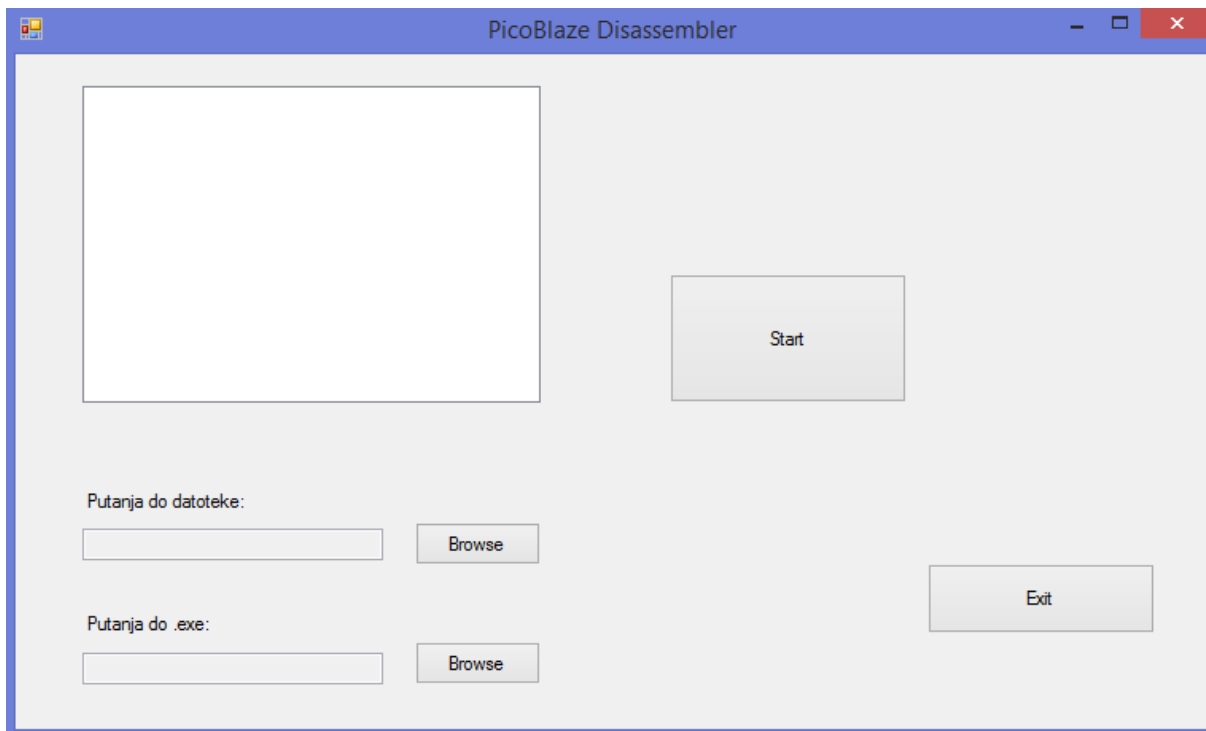 PicoBlaze Disassembler
Start
Putanja do datoteke:
Browse
Exit
Putanja do .exe:
Browse